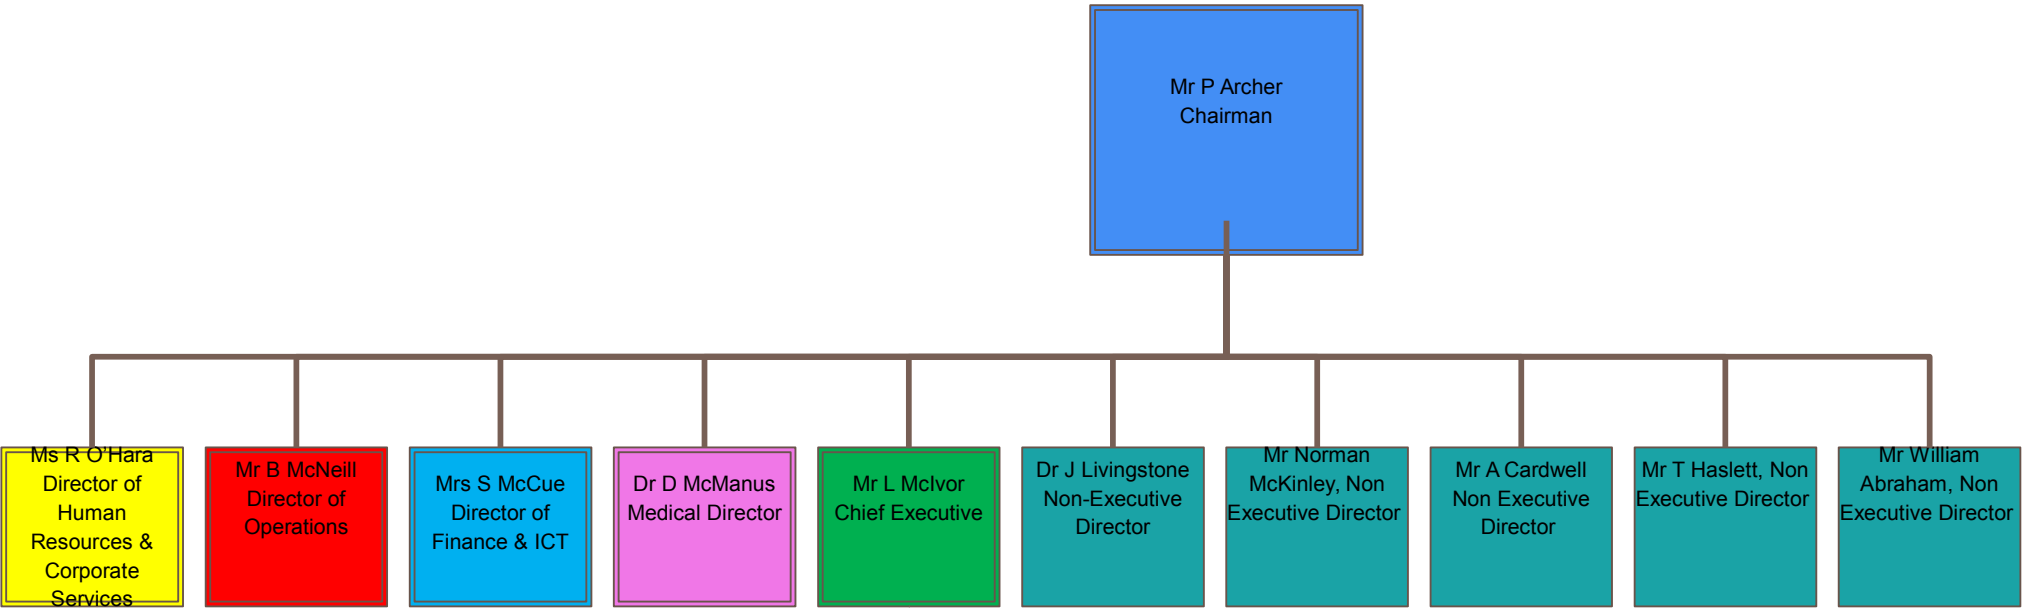 Mr P Archer
Chairman
Ms R O’Hara
Director of
Human
Resources &
Corporate
Services
Mr B McNeill
Director of
Operations
Mrs S McCue
Director of
Finance & ICT
Dr D McManus
Medical Director
Mr L McIvor
Chief Executive
Dr J Livingstone
Non-Executive
Director
Mr Norman
McKinley, Non
Executive Director
Mr A Cardwell
Non Executive
Director
Mr T Haslett, Non
Executive Director
Mr William
Abraham, Non
Executive Director